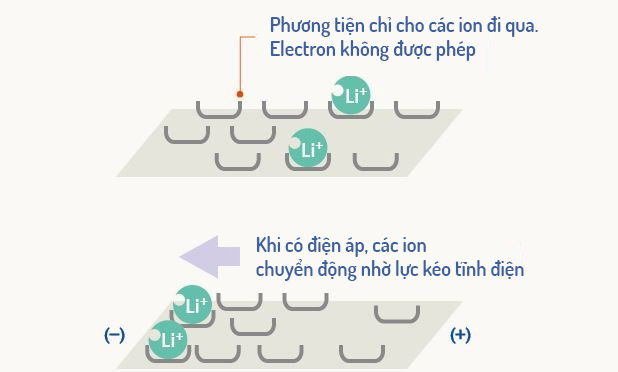 Phương tiện chỉ cho các ion đi qua.
Electron không được phép
Li+
Li+
Khi có điện áp, các ion
chuyển động nhờ lực kéo tĩnh điện
Li+
Li+
(−)
(+)